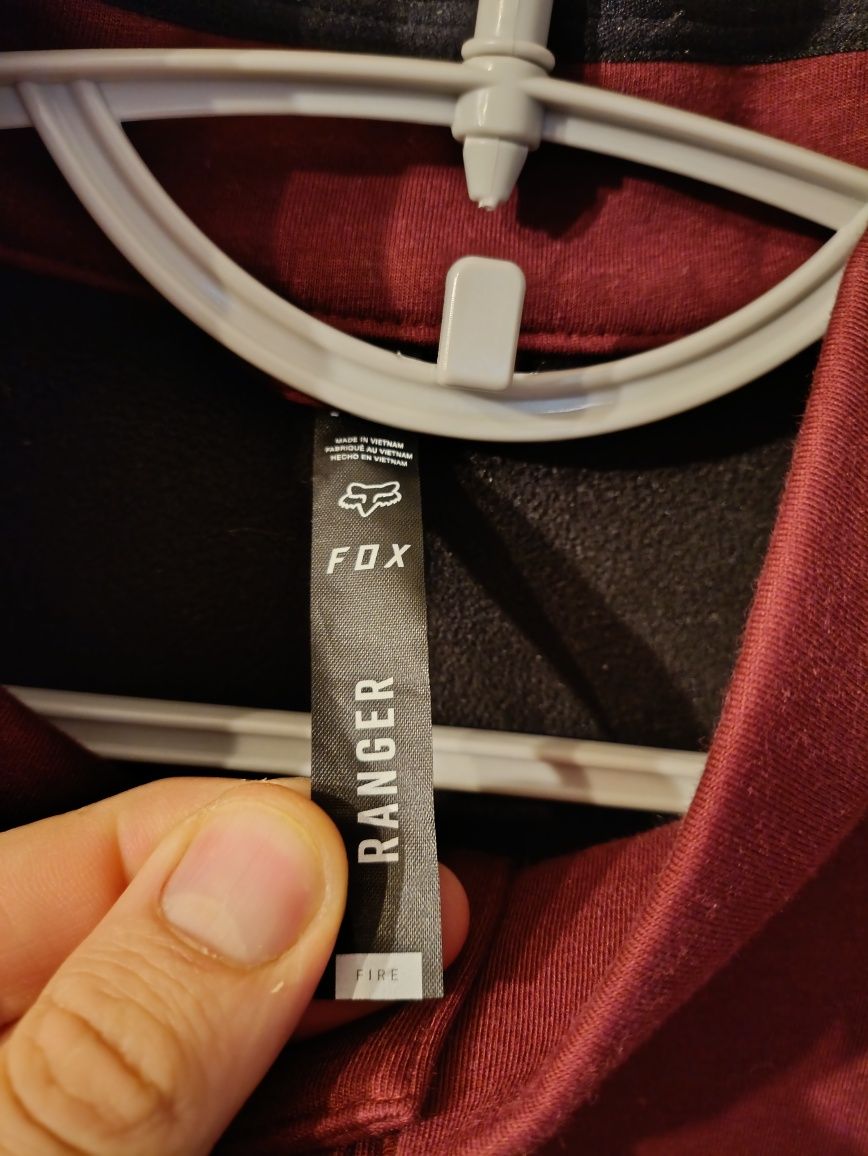 MADE IN VIETNAM
FABRIQUÉ AU VIETNAM
HECHO EN VIETNAM
FOX
RANGER
FIRE